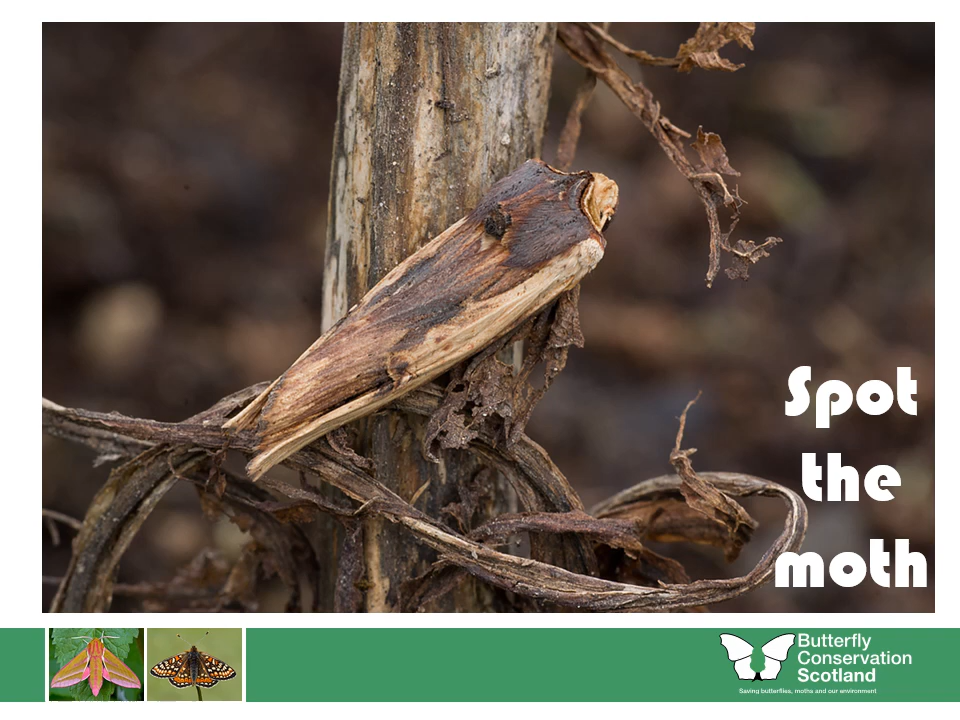 Spot
the
moth
Butterfly
Conservation
Scotland
Saving butterflies, moths and our environment